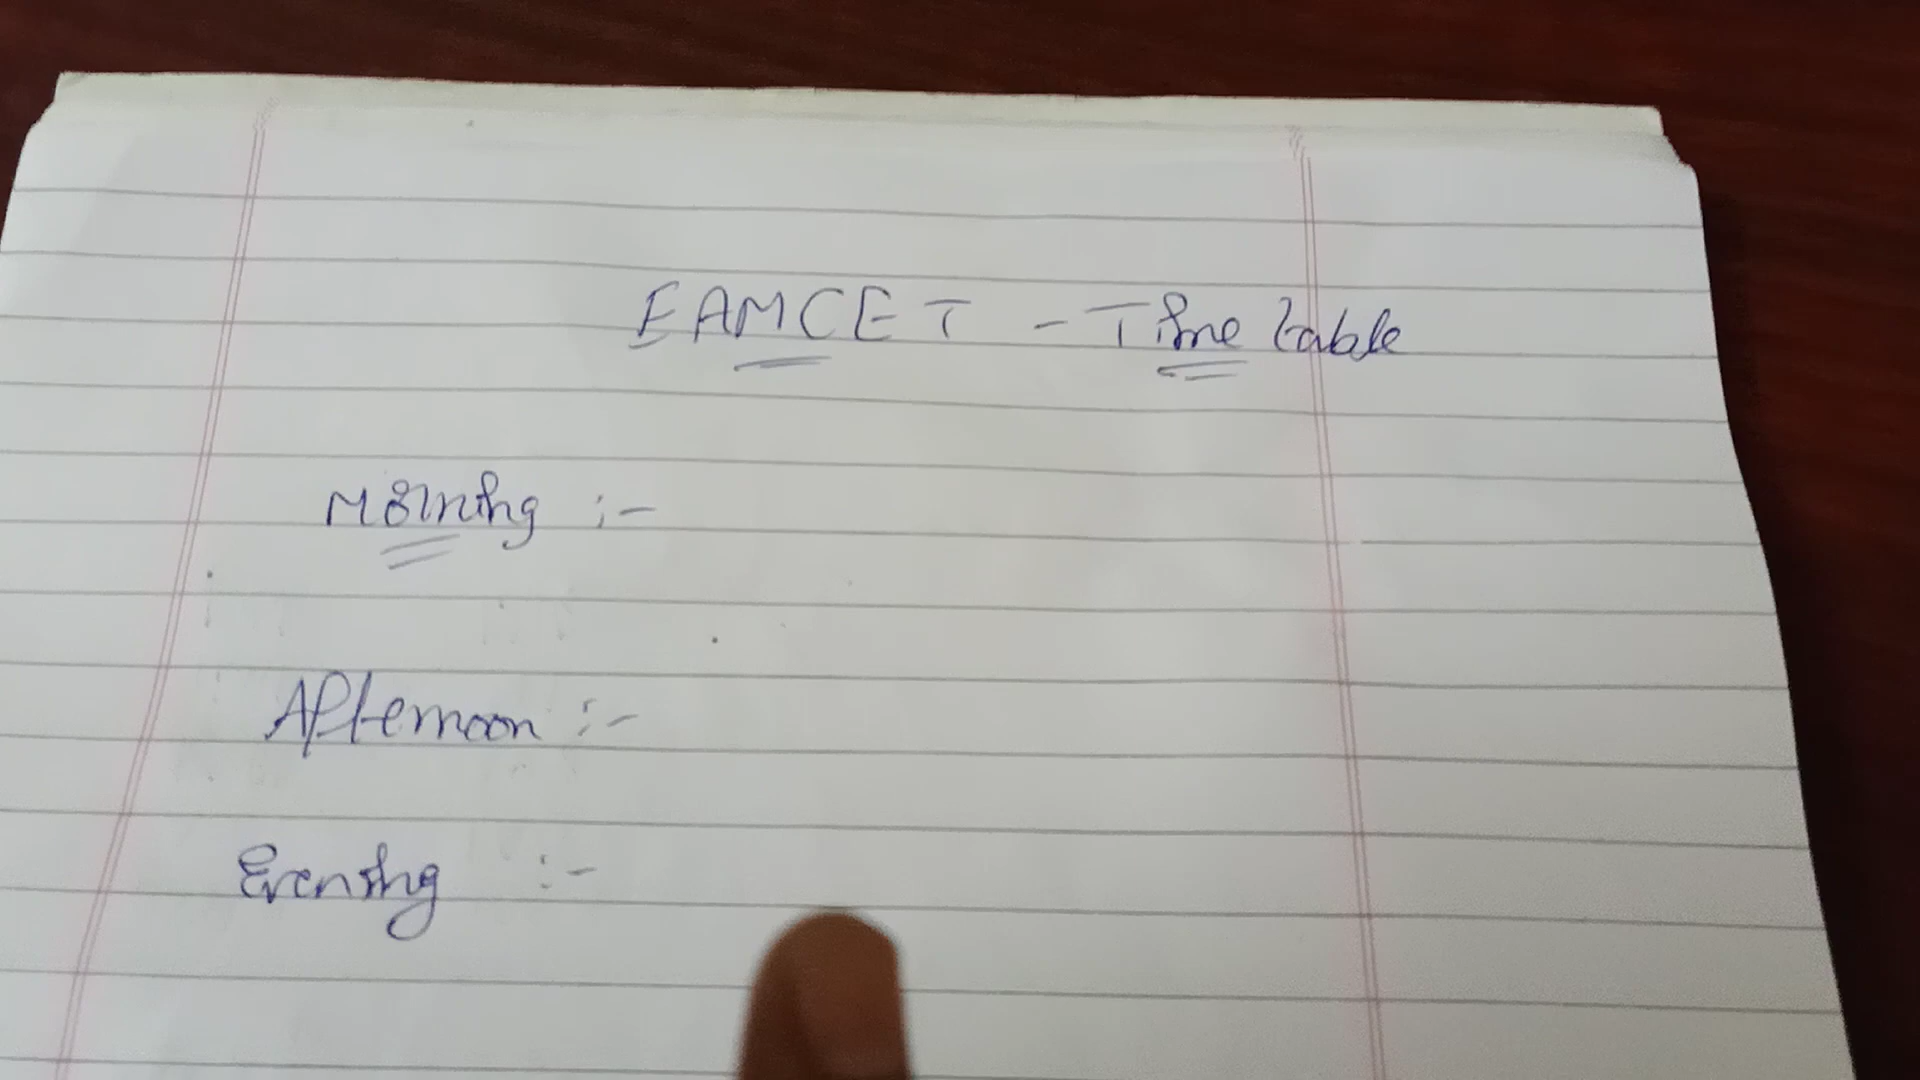 EAMCET - Time table
Morning :-
Afternoon :-
Evening :-